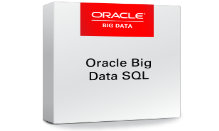 ORACLE
BIG DATA
Oracle Big
Data SQL